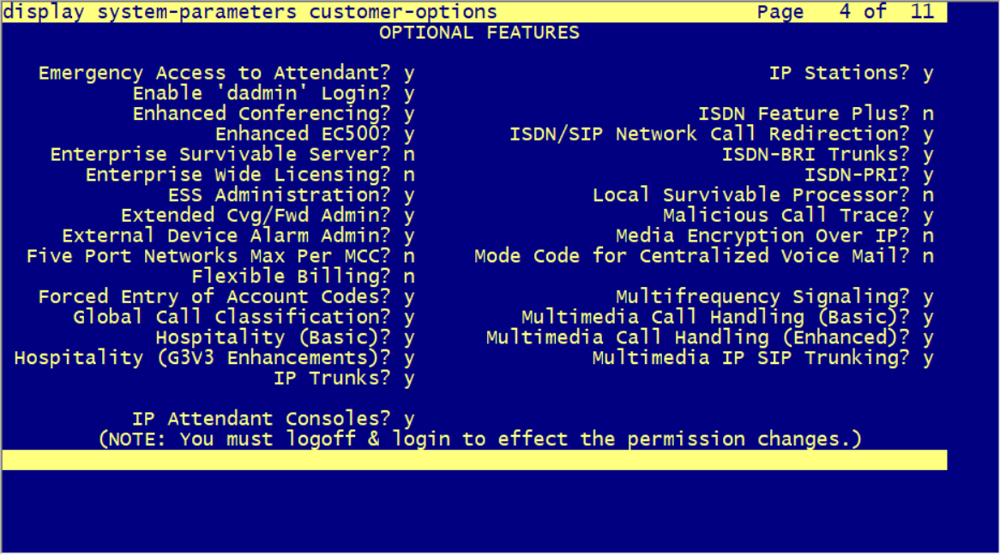 display system-parameters customer-options Page 4 of 11
OPTIONAL FEATURES
Emergency Access to Attendant? y IP Stations? y
Enable 'dadmin' Login? y
Enhanced Conferencing? y ISDN Feature Plus? n
Enhanced EC500? y ISDN/SIP Network Call Redirection? y
Enterprise Survivable Server? n ISDN-BRI Trunks? y
Enterprise Wide Licensing? n ISDN-PRI? y
ESS Administration? y Local Survivable Processor? n
Extended Cvg/Fwd Admin? y Malicious Call Trace? y
External Device Alarm Admin? y Media Encryption Over IP? n
Five Port Networks Max Per MCC? n Mode Code for Centralized Voice Mail? n
Flexible Billing? n
Forced Entry of Account Codes? y Multifrequency Signaling? y
Global Call Classification? y Multimedia Call Handling (Basic)? y
Hospitality (Basic)? y Multimedia Call Handling (Enhanced)? y
Hospitality (G3V3 Enhancements)? y Multimedia IP SIP Trunking? y
IP Trunks? y
IP Attendant Consoles? y
(NOTE: You must logoff & login to effect the permission changes.)